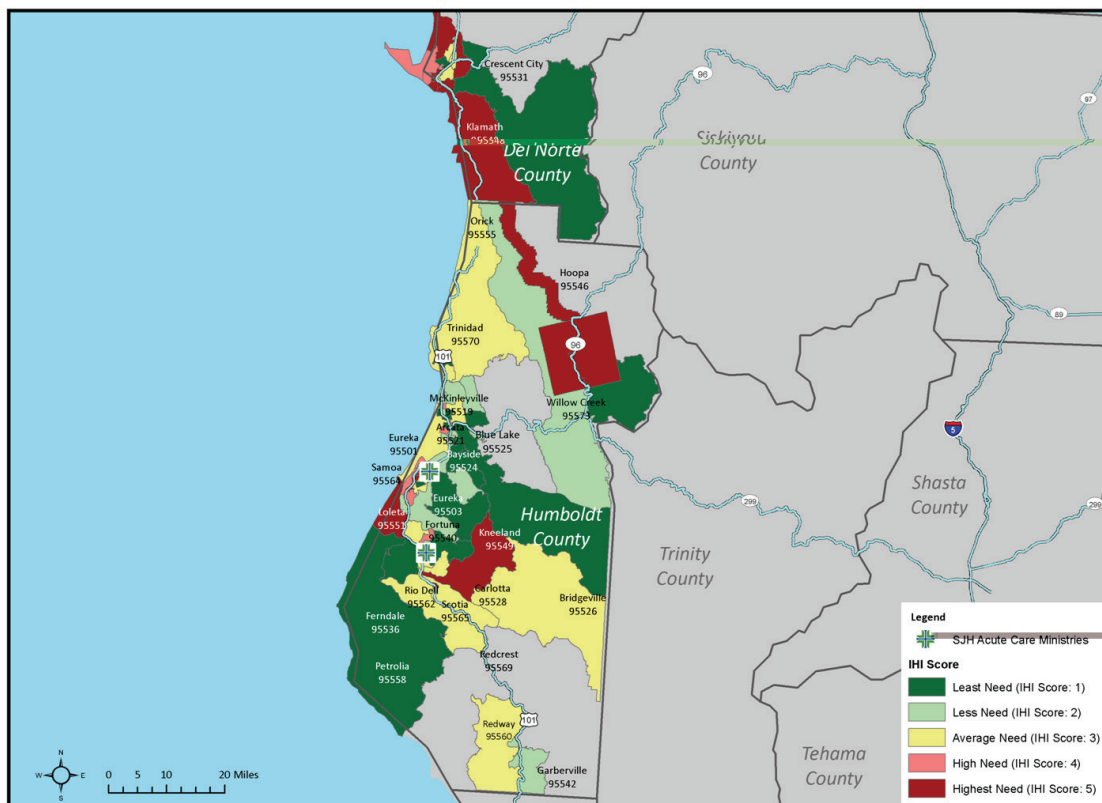 Crescent City
95531
96
97
Klamath
Del Norte
County
Siskiyou
County
Orick
95555
Hoopa
95546
89
Trinidad
95570
101
96
McKinleyville
95519
Willow Creek
95573
Arcata
95521
Blue Lake
95525
Eureka
95501
Bayside
95524
5
Samoa
95564
Shasta
County
Eureka
95503
Loleta
95551
299
299
Fortuna
95540
Kneeland
95549
Humboldt
County
Trinity
County
Rio Dell
95562
Carlotta
95528
Bridgeville
95526
Scotia
95565
Ferndale
95536
Redcrest
95569
Petrolia
95558
Redway
95560
101
Garberville
95542
Tehama
County
N
W
E
S
0 5 10 20 Miles
Legend
SJH Acute Care Ministries
IHI Score
Least Need (IHI Score: 1)
Less Need (IHI Score: 2)
Average Need (IHI Score: 3)
High Need (IHI Score: 4)
Highest Need (IHI Score: 5)